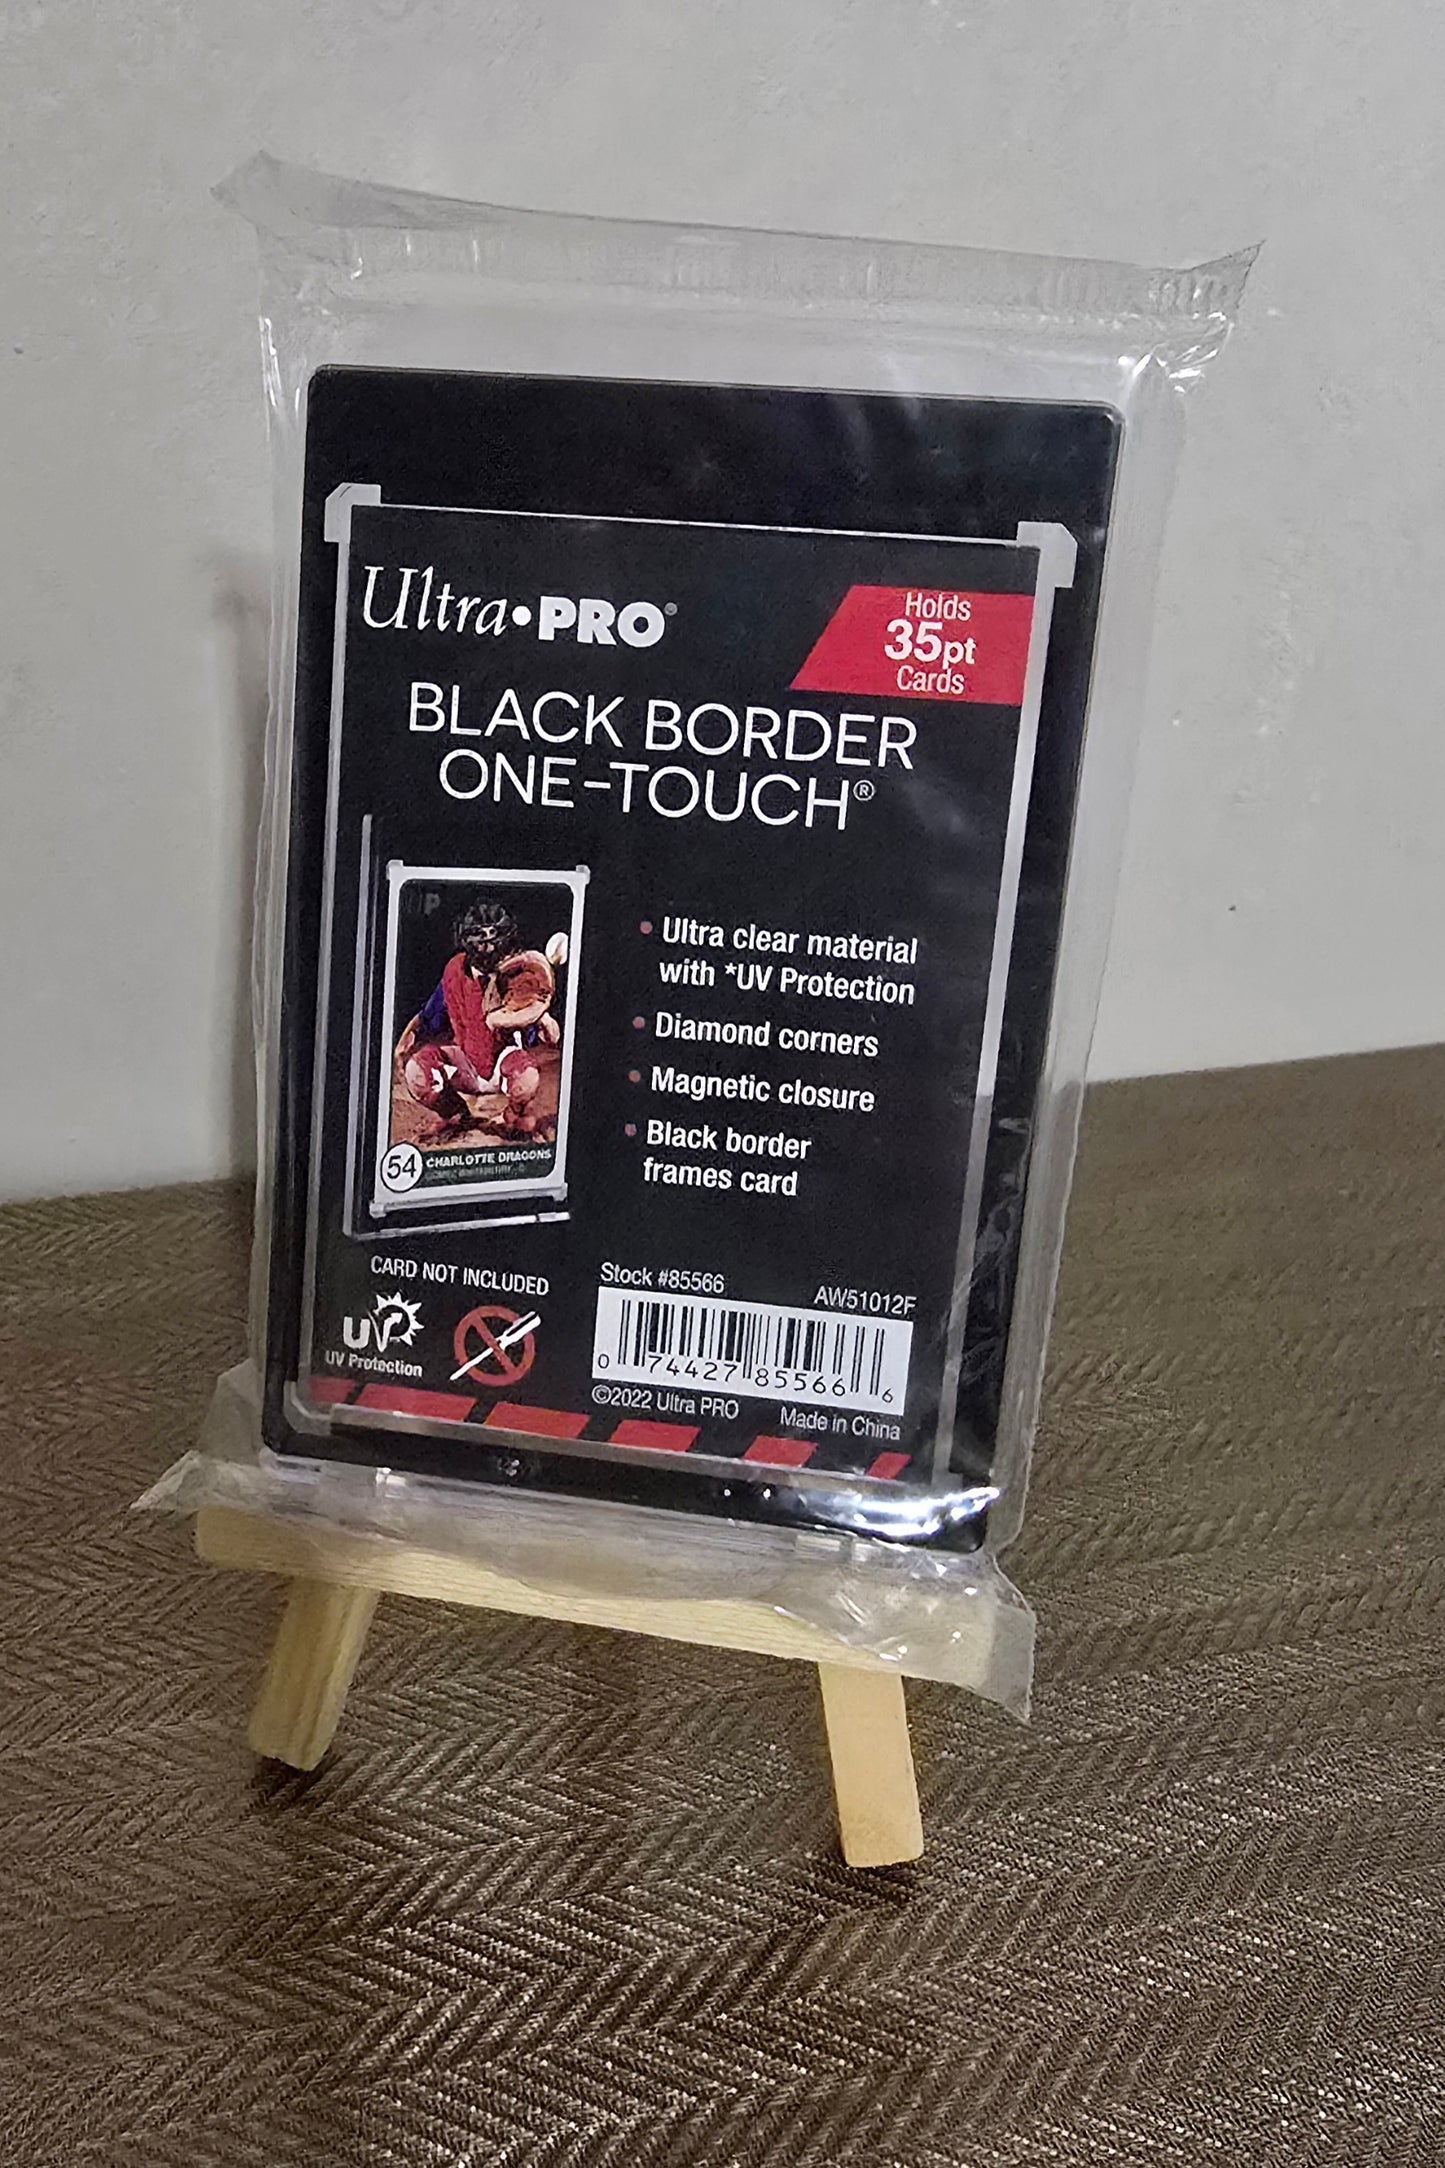 Ultra•PRO®
Holds
35pt
Cards
BLACK BORDER
ONE-TOUCH®
• Ultra clear material
with *UV Protection
• Diamond corners
• Magnetic closure
• Black border
frames card
UP
54 CHARLOTTE DRAGONS
CARD NOT INCLUDED
UV
UV Protection
Stock #85566
AW51012F
0 74427 85566 6
©2022 Ultra PRO
Made in China